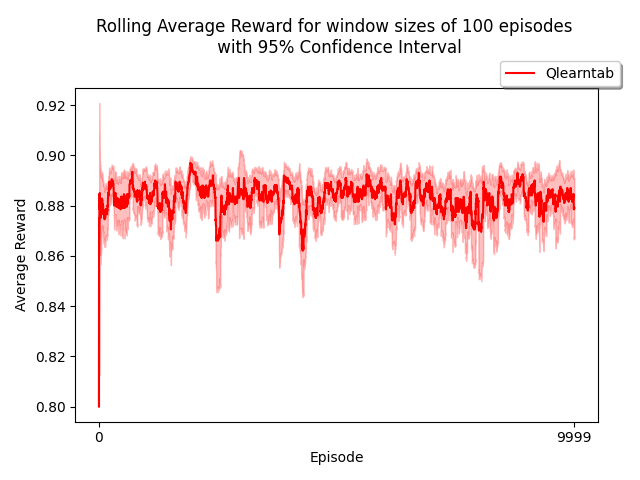 Rolling Average Reward for window sizes of 100 episodes
with 95% Confidence Interval
Qlearntab
0.92
0.90
0.88
0.86
0.84
0.82
0.80
Average Reward
0
9999
Episode